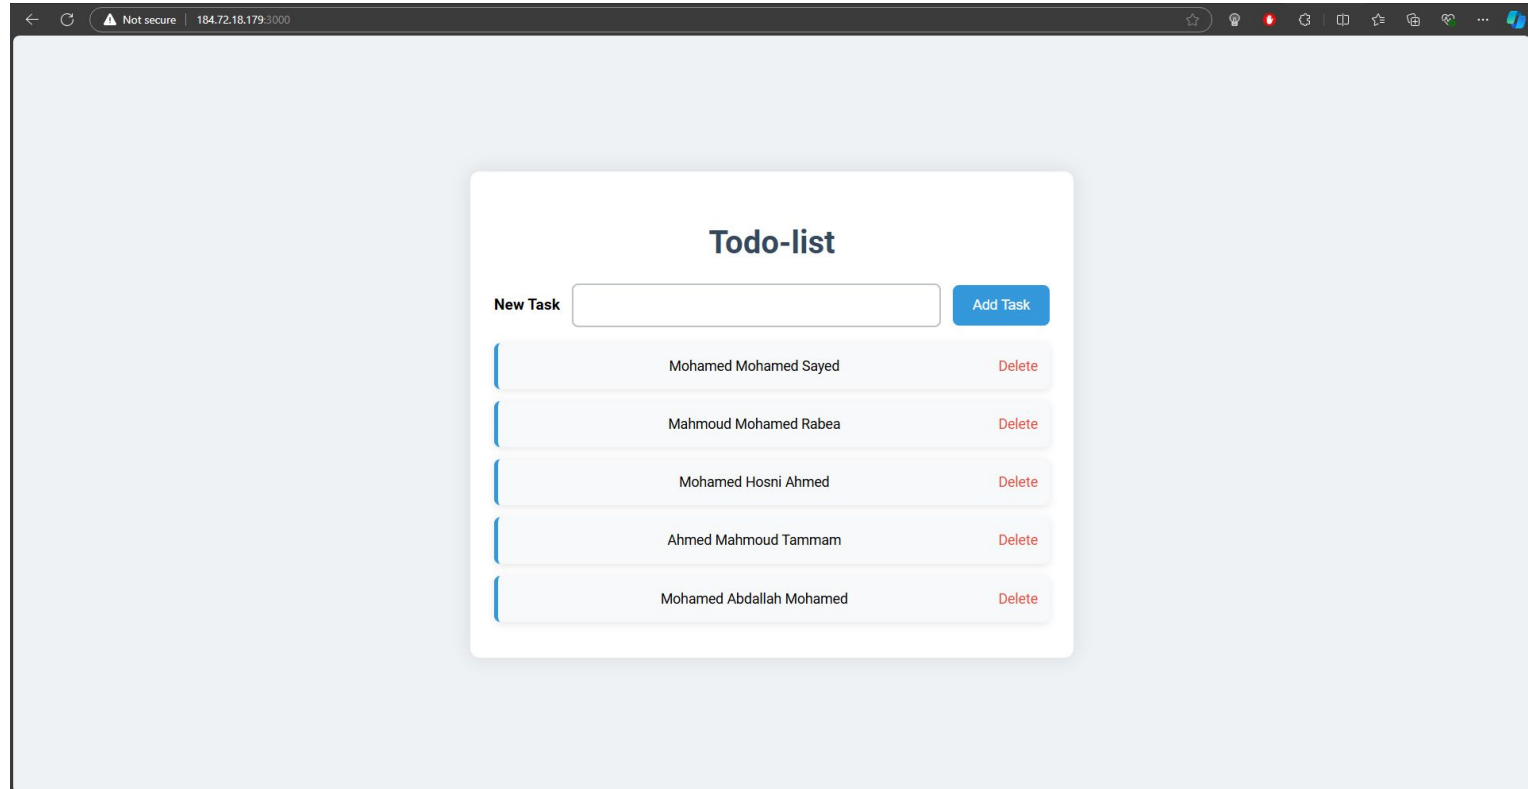 Not secure 184.72.18.179:3000
Todo-list
New Task Add Task
Mohamed Mohamed Sayed Delete
Mahmoud Mohamed Rabea Delete
Mohamed Hosni Ahmed Delete
Ahmed Mahmoud Tammam Delete
Mohamed Abdallah Mohamed Delete